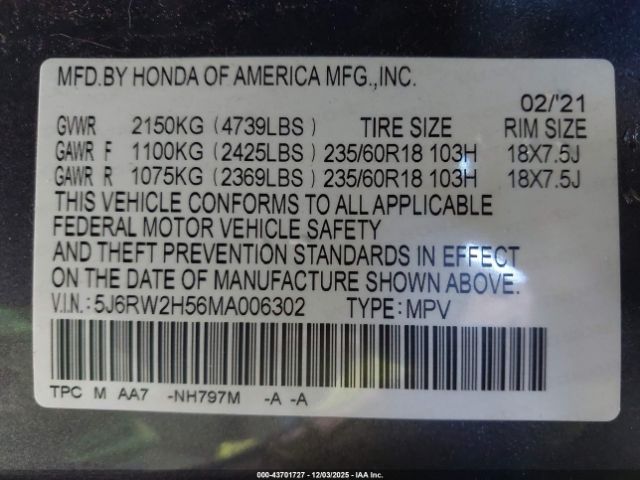 MFD.BY HONDA OF AMERICA MFG.,INC.
02/'21
GVWR 2150KG (4739LBS) TIRE SIZE RIM SIZE
GAWR F 1100KG (2425LBS) 235/60R18 103H 18X7.5J
GAWR R 1075KG (2369LBS) 235/60R18 103H 18X7.5J
THIS VEHICLE CONFORMS TO ALL APPLICABLE
FEDERAL MOTOR VEHICLE SAFETY
AND THEFT PREVENTION STANDARDS IN EFFECT
ON THE DATE OF MANUFACTURE SHOWN ABOVE.
V.I.N.: 5J6RW2H56MA006302 TYPE: MPV
TPC M AA7 -NH797M -A -A
000-43701727 - 12/03/2025 - IAA Inc.